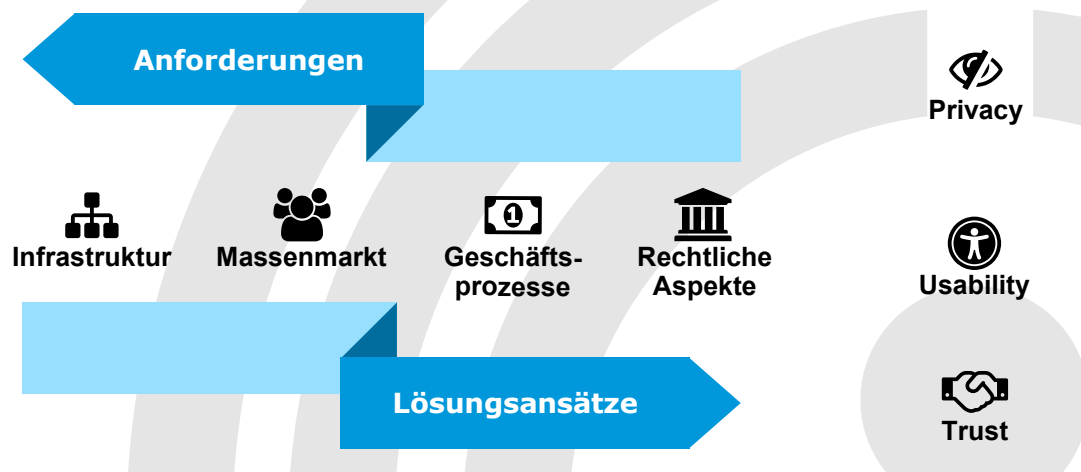 Anforderungen
Privacy
Infrastruktur
Massenmarkt
Geschäfts-
prozesse
Rechtliche
Aspekte
Usability
Lösungsansätze
Trust